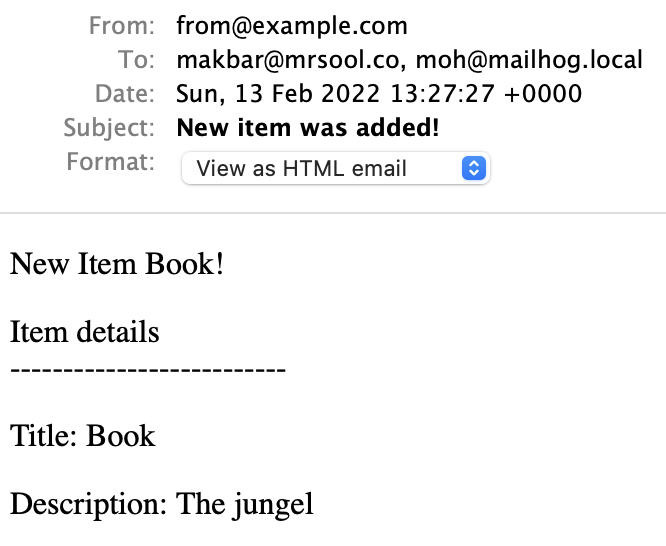 From: from@example.com
To: makbar@mrsool.co, moh@mailhog.local
Date: Sun, 13 Feb 2022 13:27:27 +0000
Subject: New item was added!
Format: View as HTML email
New Item Book!
Item details
--------------------------
Title: Book
Description: The jungel